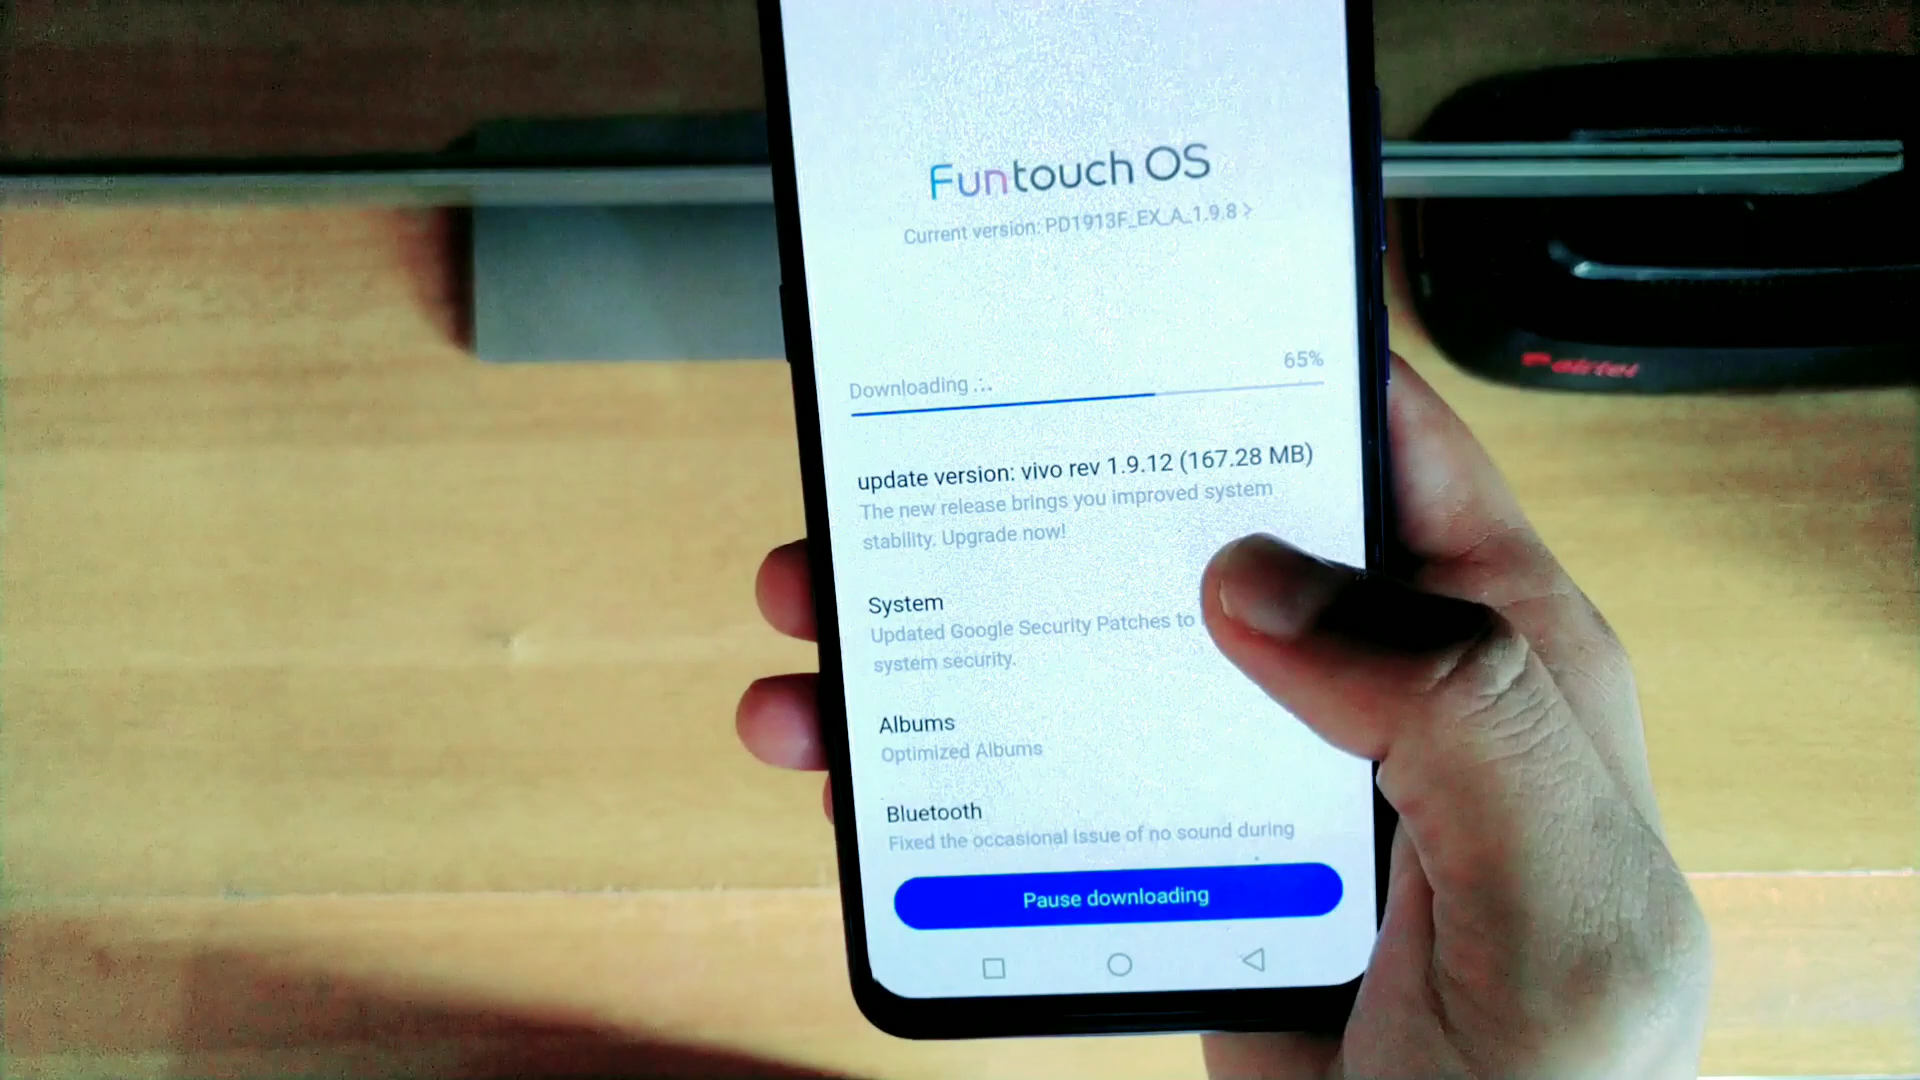 Funtouch OS
Current version: PD1913F_EX_A_1.9.8 >
65%
Downloading ...
update version: vivo rev 1.9.12 (167.28 MB)
The new release brings you improved system
stability. Upgrade now!
System
Updated Google Security Patches to
system security.
Albums
Optimized Albums
Bluetooth
Fixed the occasional issue of no sound during
Pause downloading
airtel